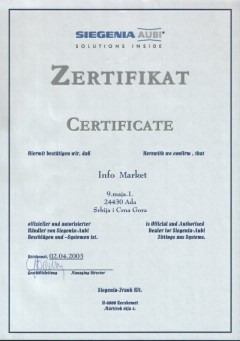 SIEGENIA AUBI®
SOLUTIONS INSIDE
ZERTIFIKAT
CERTIFICATE
Hiermit bestätigen wir, daß
Herewith we confirm, that
Info Market
9.maja.1.
24430 Ada
Srbija i Crna Gora
offizieller und autorisierter
Händler von Siegenia-Aubi
Beschlägen und -Systemen ist.
is Official and Authorised
Dealer for Siegenia-Aubi
fittings and Systems.
02.04.2003
Geschäftsleitung
Managing Director
Siegenia-Frank Kft.